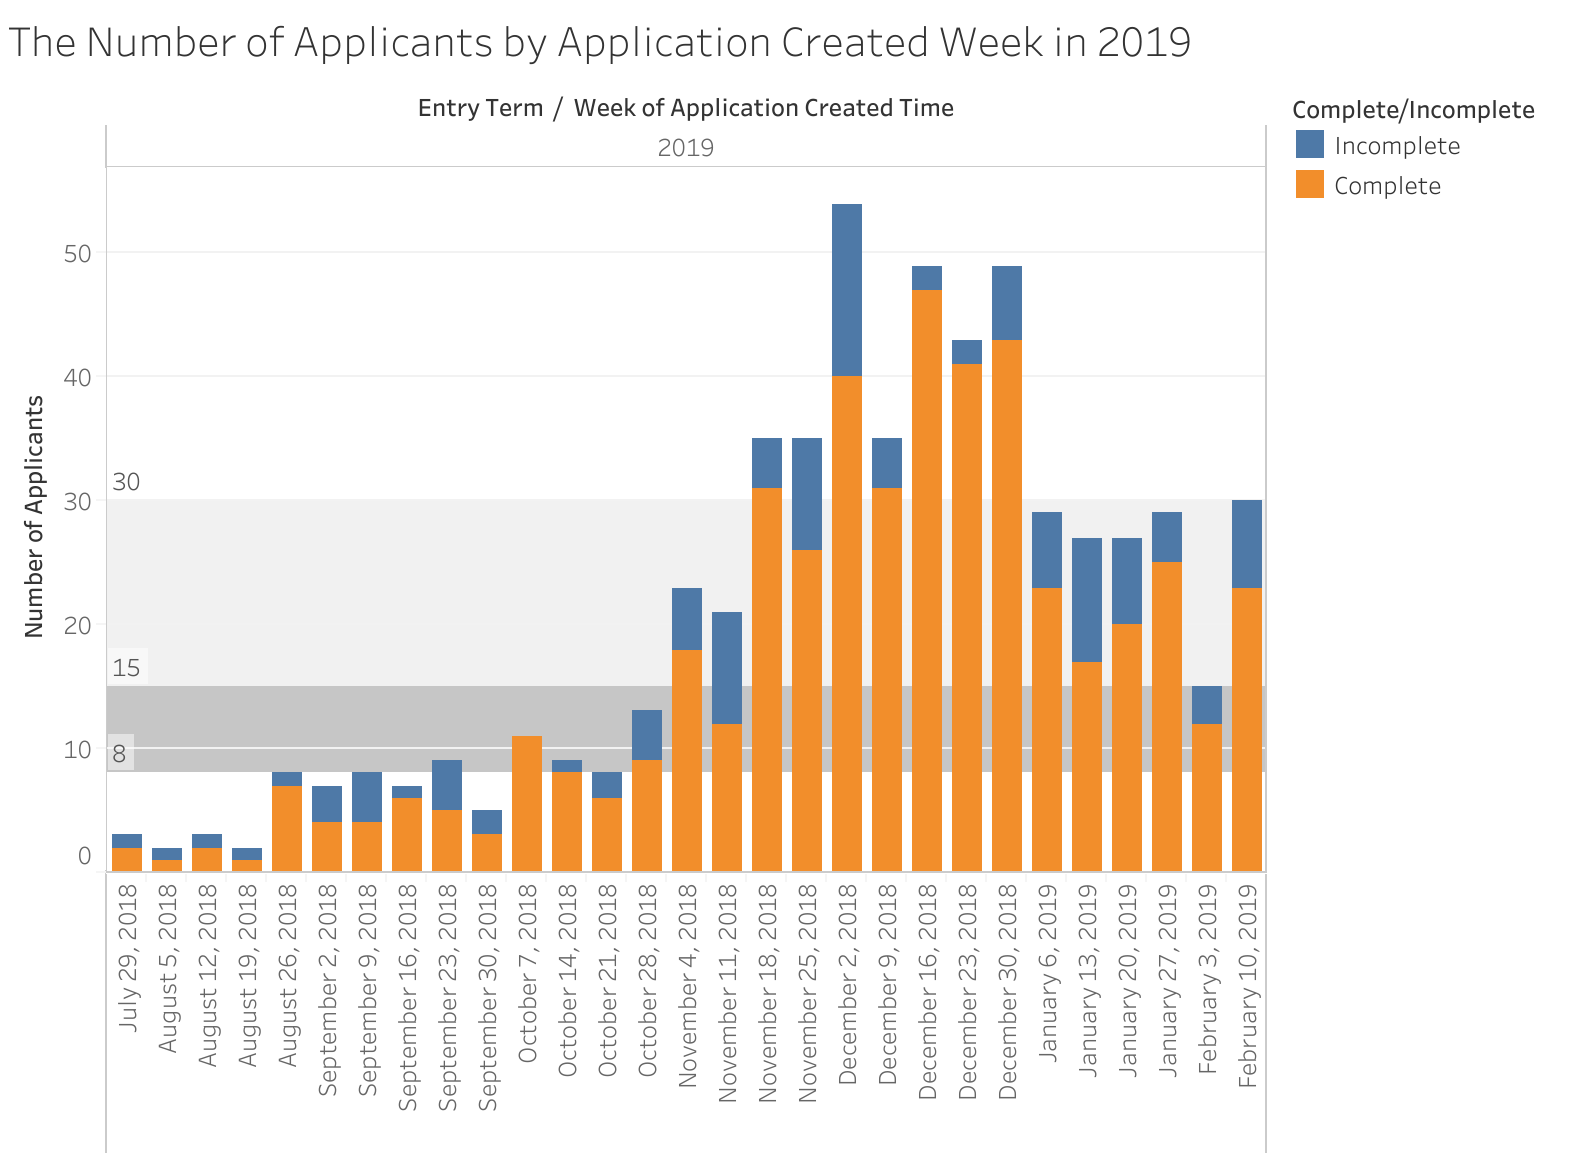 The Number of Applicants by Application Created Week in 2019
Entry Term / Week of Application Created Time
2019
Complete/Incomplete
Incomplete
Complete
Number of Applicants
50
40
30
20
10
0
30
15
8
July 29, 2018
August 5, 2018
August 12, 2018
August 19, 2018
August 26, 2018
September 2, 2018
September 9, 2018
September 16, 2018
September 23, 2018
September 30, 2018
October 7, 2018
October 14, 2018
October 21, 2018
October 28, 2018
November 4, 2018
November 11, 2018
November 18, 2018
November 25, 2018
December 2, 2018
December 9, 2018
December 16, 2018
December 23, 2018
December 30, 2018
January 6, 2019
January 13, 2019
January 20, 2019
January 27, 2019
February 3, 2019
February 10, 2019